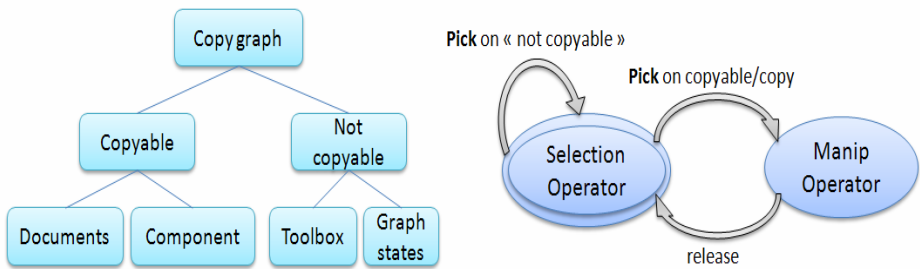 Copy graph
Copyable
Not
copyable
Documents
Component
Toolbox
Graph
states
Pick on « not copyable »
Pick on copyable/copy
Selection
Operator
Manip
Operator
release